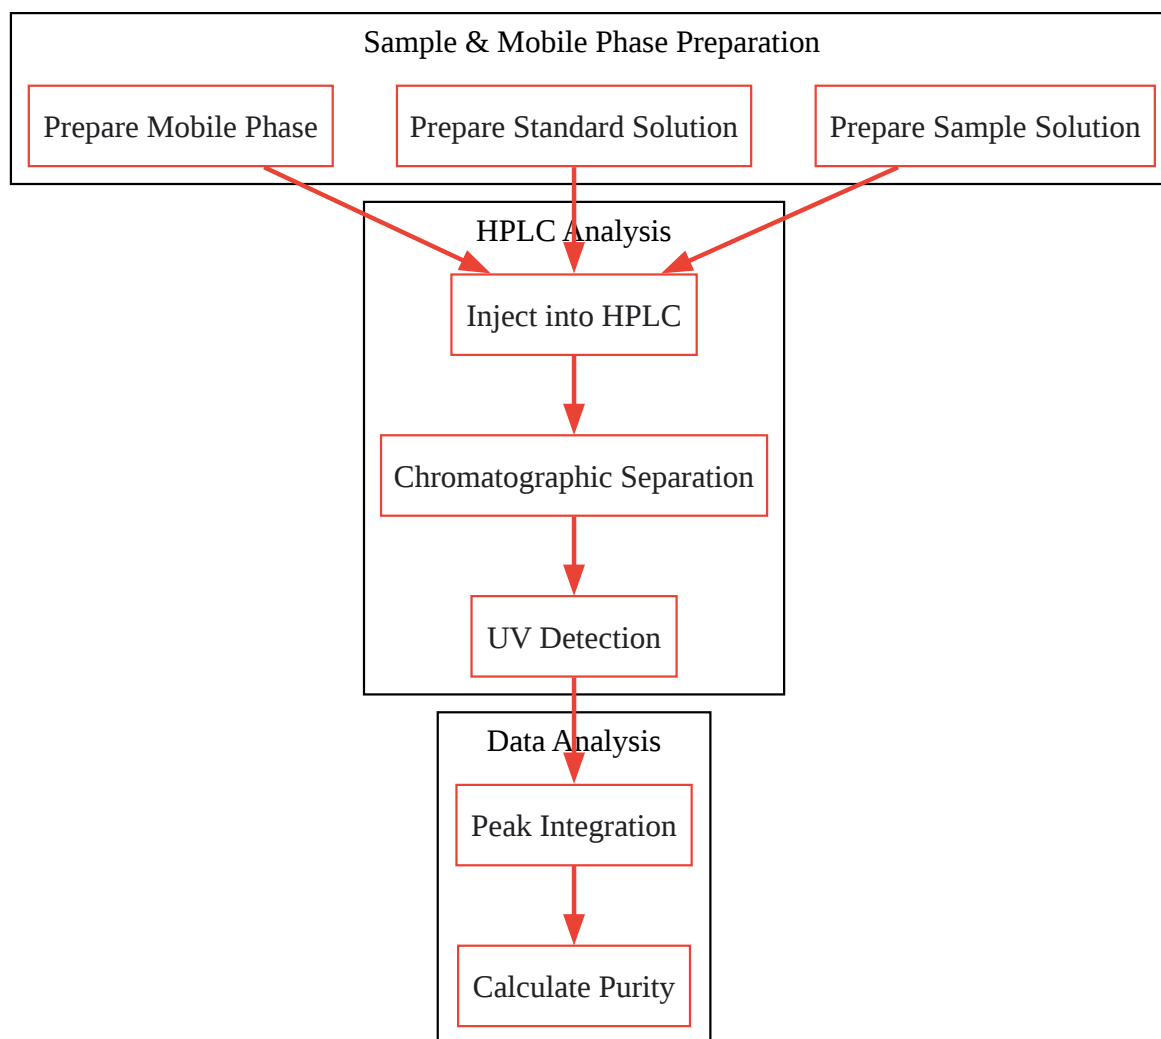 Sample & Mobile Phase Preparation
Prepare Mobile Phase
Prepare Standard Solution
Prepare Sample Solution
HPLC Analysis
Inject into HPLC
Chromatographic Separation
UV Detection
Data Analysis
Peak Integration
Calculate Purity